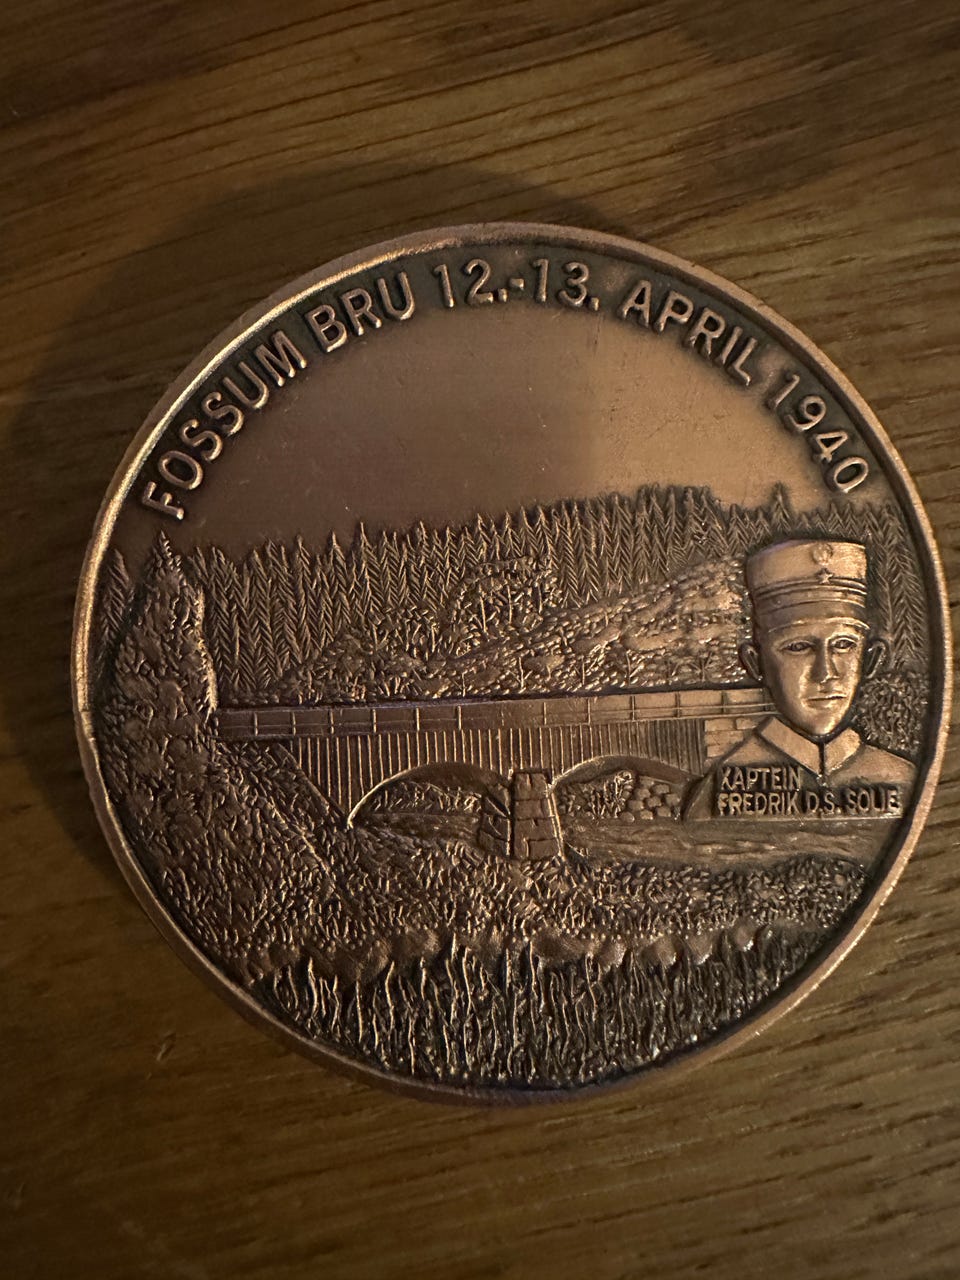 FOSSUM BRU 12.-13. APRIL 1940
KAPTEIN
FREDRIK D.S. SOLIE